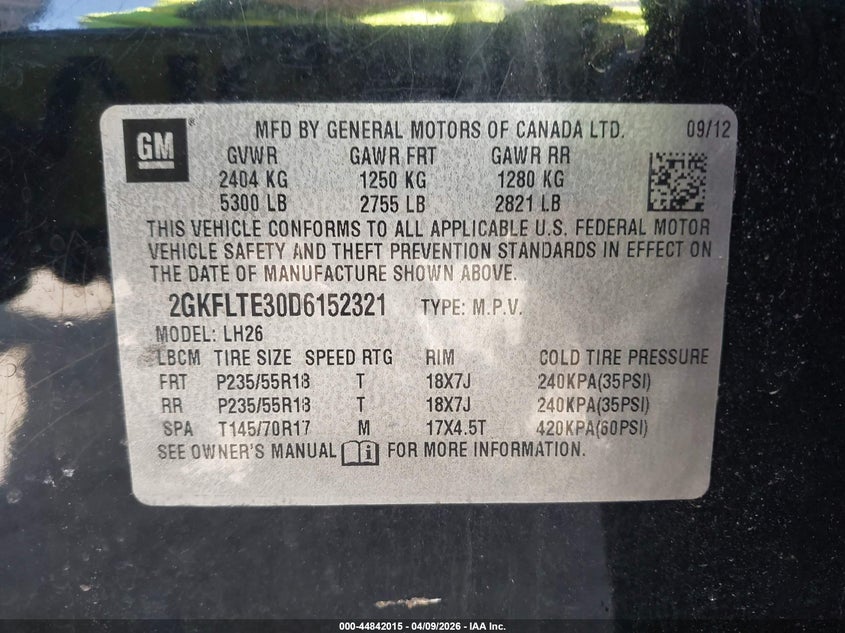 GM
MFD BY GENERAL MOTORS OF CANADA LTD. 09/12
GVWR GAWR FRT GAWR RR
2404 KG 1250 KG 1280 KG
5300 LB 2755 LB 2821 LB
THIS VEHICLE CONFORMS TO ALL APPLICABLE U.S. FEDERAL MOTOR
VEHICLE SAFETY AND THEFT PREVENTION STANDARDS IN EFFECT ON
THE DATE OF MANUFACTURE SHOWN ABOVE.
2GKFLTE30D6152321 TYPE: M.P.V.
MODEL: LH26
LBCM TIRE SIZE SPEED RTG RIM COLD TIRE PRESSURE
FRT P235/55R18 T 18X7J 240KPA(35PSI)
RR P235/55R18 T 18X7J 240KPA(35PSI)
SPA T145/70R17 M 17X4.5T 420KPA(60PSI)
SEE OWNER'S MANUAL i FOR MORE INFORMATION.
000-44842015 - 04/09/2026 - IAA Inc.